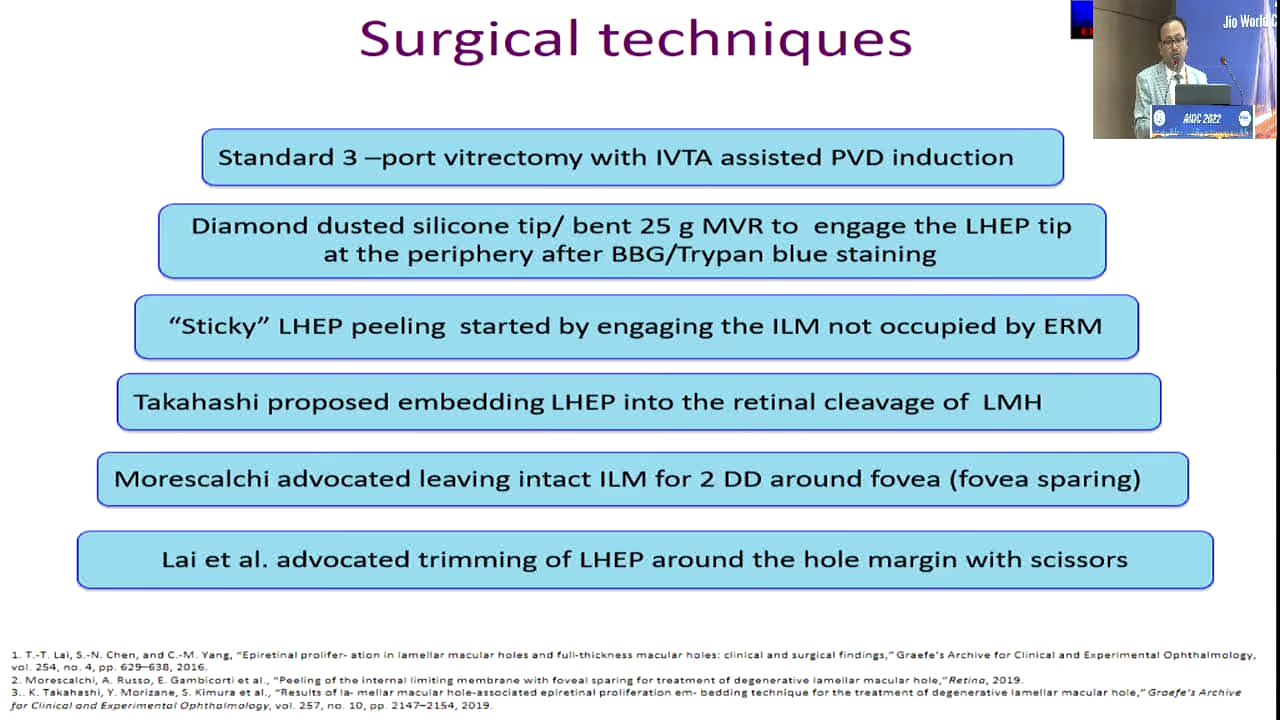 Surgical techniques
Jio World C
EX
AIOC 2022
Standard 3 –port vitrectomy with IVTA assisted PVD induction
Diamond dusted silicone tip/ bent 25 g MVR to engage the LHEP tip
at the periphery after BBG/Trypan blue staining
“Sticky” LHEP peeling started by engaging the ILM not occupied by ERM
Takahashi proposed embedding LHEP into the retinal cleavage of LMH
Morescalchi advocated leaving intact ILM for 2 DD around fovea (fovea sparing)
Lai et al. advocated trimming of LHEP around the hole margin with scissors
1. T.-T. Lai, S.-N. Chen, and C.-M. Yang, “Epiretinal prolifer- ation in lamellar macular holes and full-thickness macular holes: clinical and surgical findings,” Graefe’s Archive for Clinical and Experimental Ophthalmology,
vol. 254, no. 4, pp. 629–638, 2016.
2. Morescalchi, A. Russo, E. Gambicorti et al., “Peeling of the internal limiting membrane with foveal sparing for treatment of degenerative lamellar macular hole,”Retina, 2019.
3.. K. Takahashi, Y. Morizane, S. Kimura et al., “Results of la- mellar macular hole-associated epiretinal proliferation em- bedding technique for the treatment of degenerative lamellar macular hole,” Graefe’s Archive
for Clinical and Experimental Ophthalmology, vol. 257, no. 10, pp. 2147–2154, 2019.